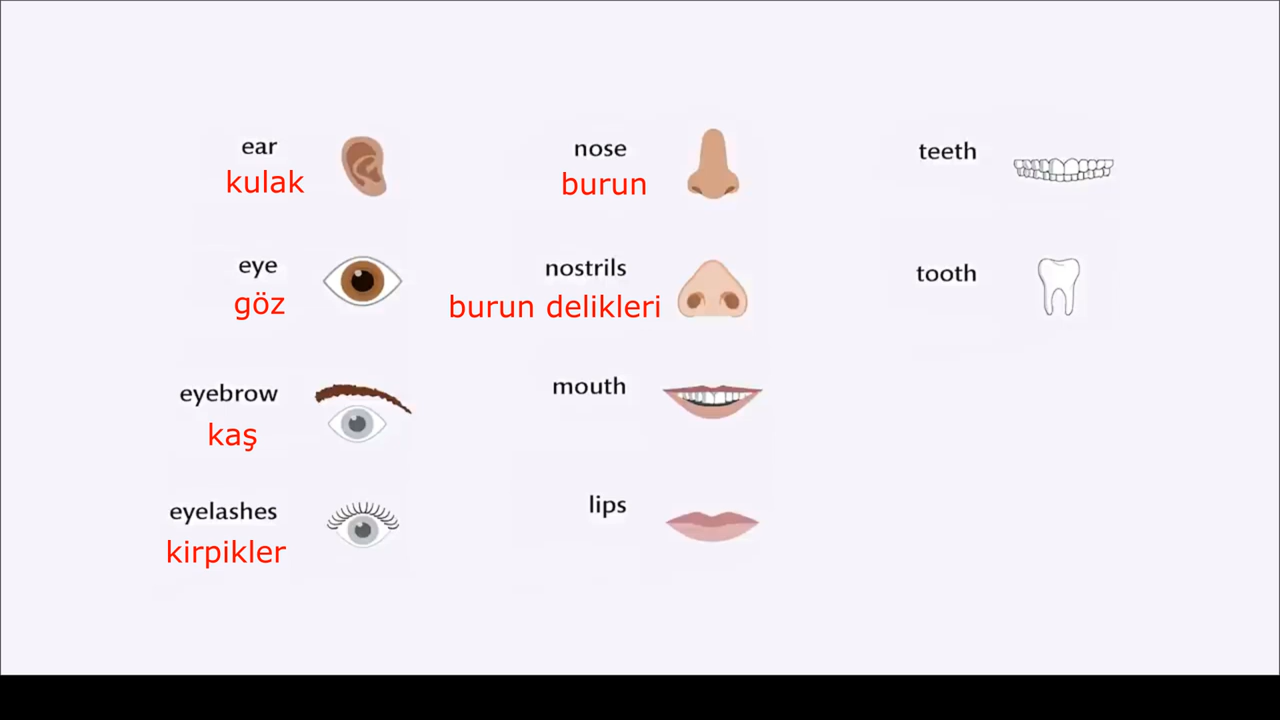 ear
kulak
eye
göz
eyebrow
kaş
eyelashes
kirpikler
nose
burun
nostrils
burun delikleri
mouth
lips
teeth
tooth